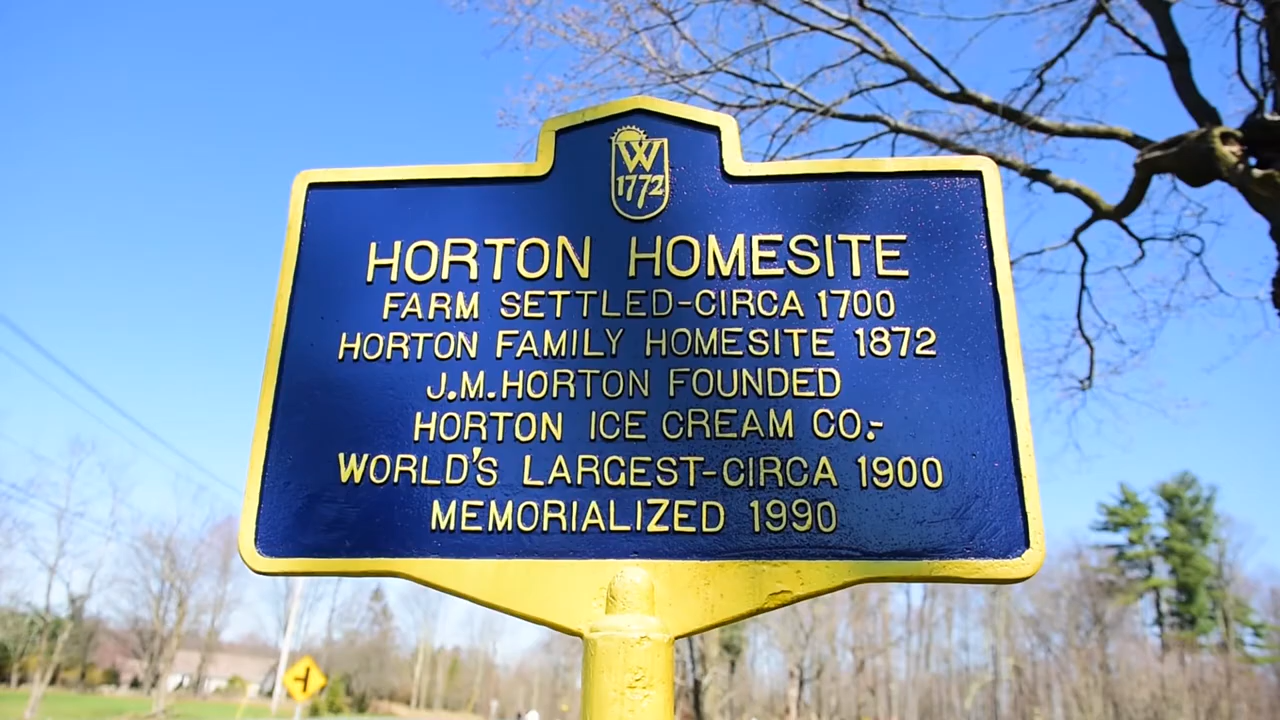 W
1772
HORTON HOMESITE
FARM SETTLED-CIRCA 1700
HORTON FAMILY HOMESITE 1872
J.M.HORTON FOUNDED
HORTON ICE CREAM CO.-
WORLD'S LARGEST-CIRCA 1900
MEMORIALIZED 1990